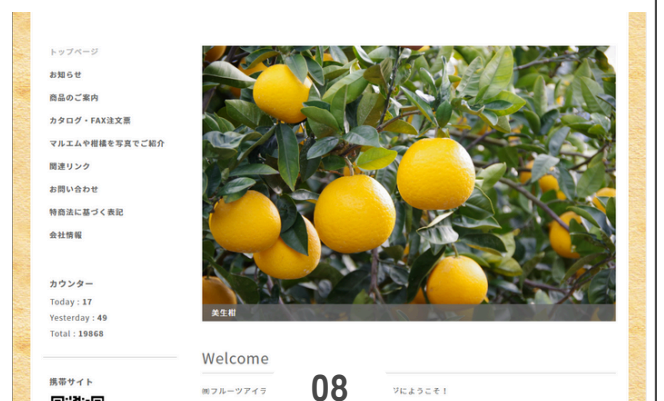 トップページ
お知らせ
商品のご案内
カタログ・FAX注文票
マルエムや柑橘を写真でご紹介
関連リンク
お問い合わせ
特商法に基づく表記
会社情報
カウンター
Today : 17
Yesterday : 49
Total : 19868
携帯サイト
美生柑
Welcome
㈱フルーツアイラ
08
ジにようこそ！